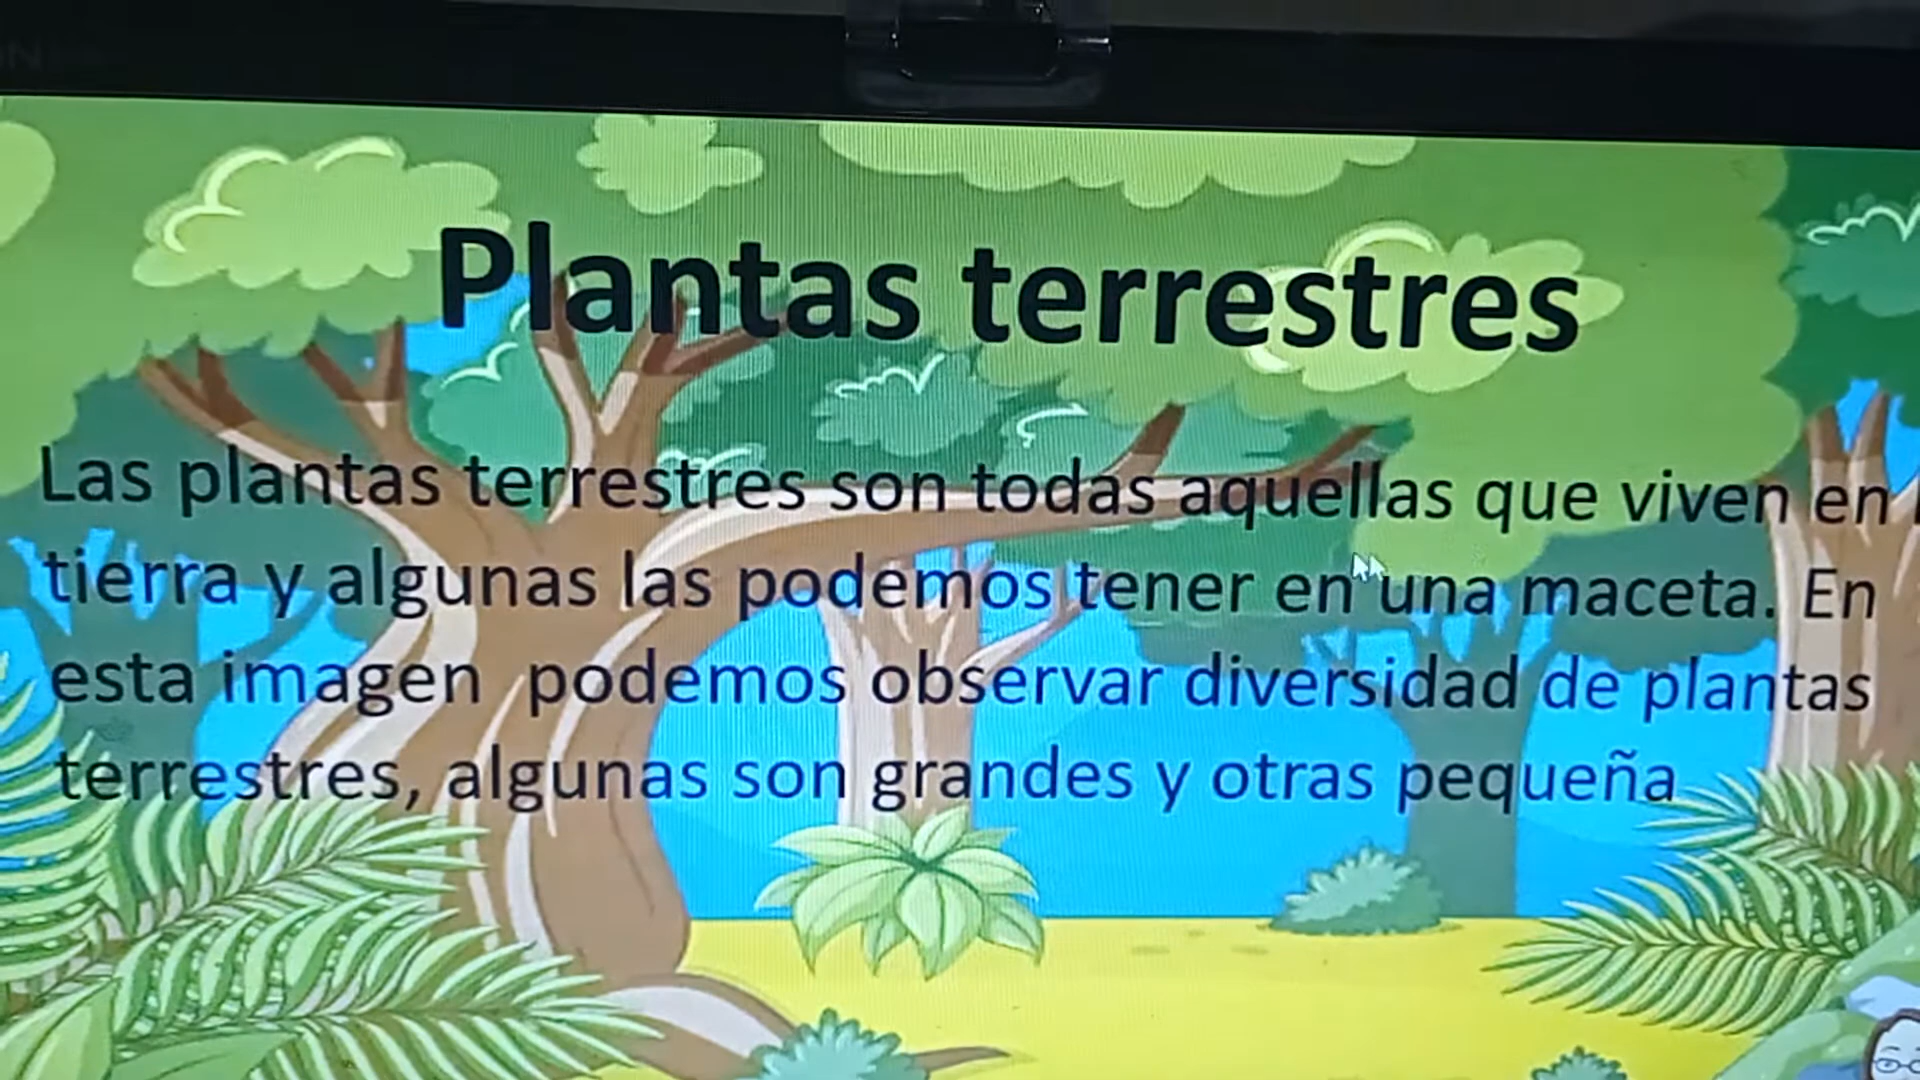 Plantas terrestres
Las plantas terrestres son todas aquellas que viven en
tierra y algunas las podemos tener en una maceta. En
esta imagen podemos observar diversidad de plantas
terrestres, algunas son grandes y otras pequeña